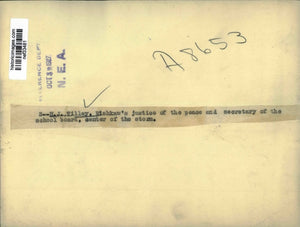 historicimages.com
REFERENCE DEPT
N. E. A.
A8653
H.J. Tilley, justice of the peace and secretary of the
school board, center of the storm.